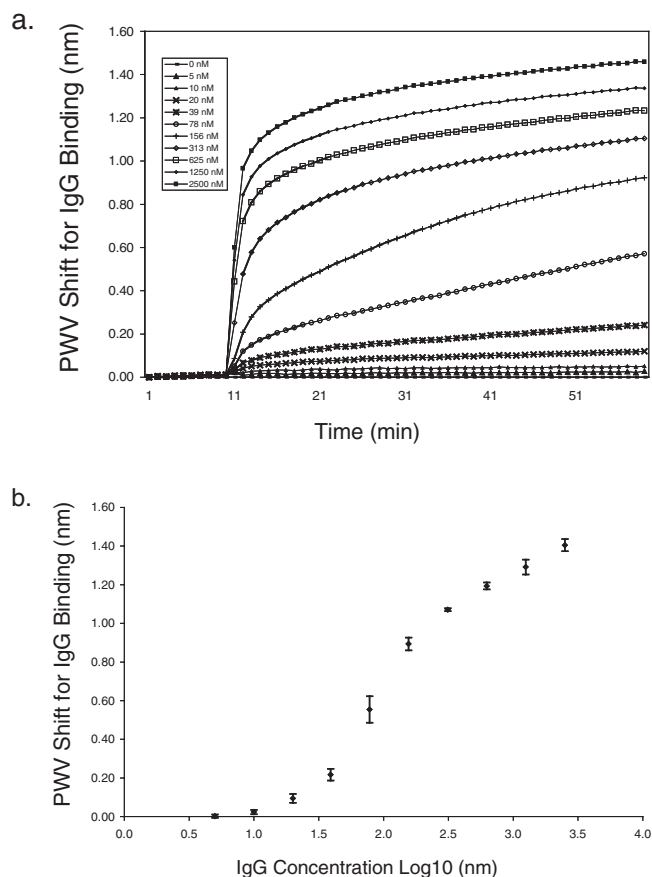 a.
PWV Shift for IgG Binding (nm)
1.60
1.40
1.20
1.00
0.80
0.60
0.40
0.20
0.00
0 nM
5 nM
10 nM
20 nM
39 nM
78 nM
156 nM
313 nM
625 nM
1250 nM
2500 nM
1 11 21 31 41 51
Time (min)
b.
PWV Shift for IgG Binding (nm)
1.60
1.40
1.20
1.00
0.80
0.60
0.40
0.20
0.00
0.0 0.5 1.0 1.5 2.0 2.5 3.0 3.5 4.0
IgG Concentration Log10 (nm)